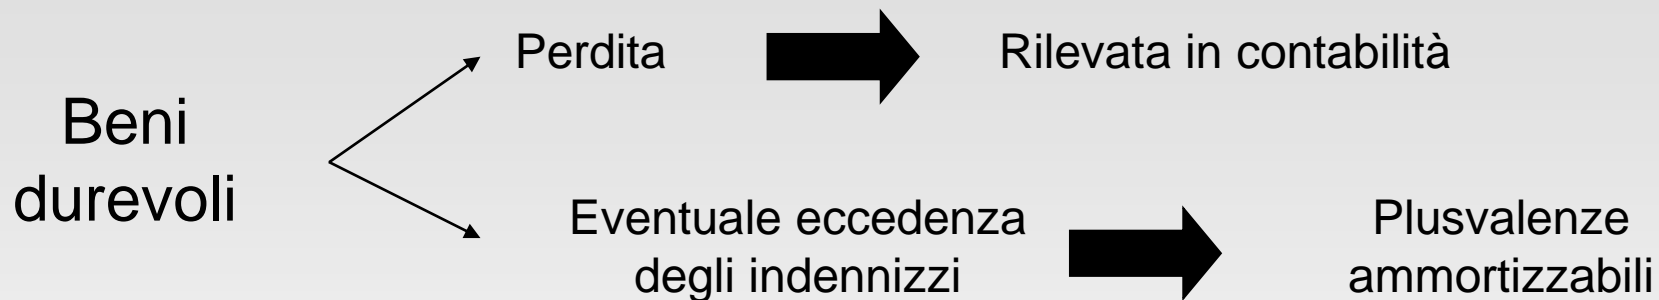 Perdita
Rilevata in contabilità
Beni
durevoli
Eventuale eccedenza
degli indennizzi
Plusvalenze
ammortizzabili